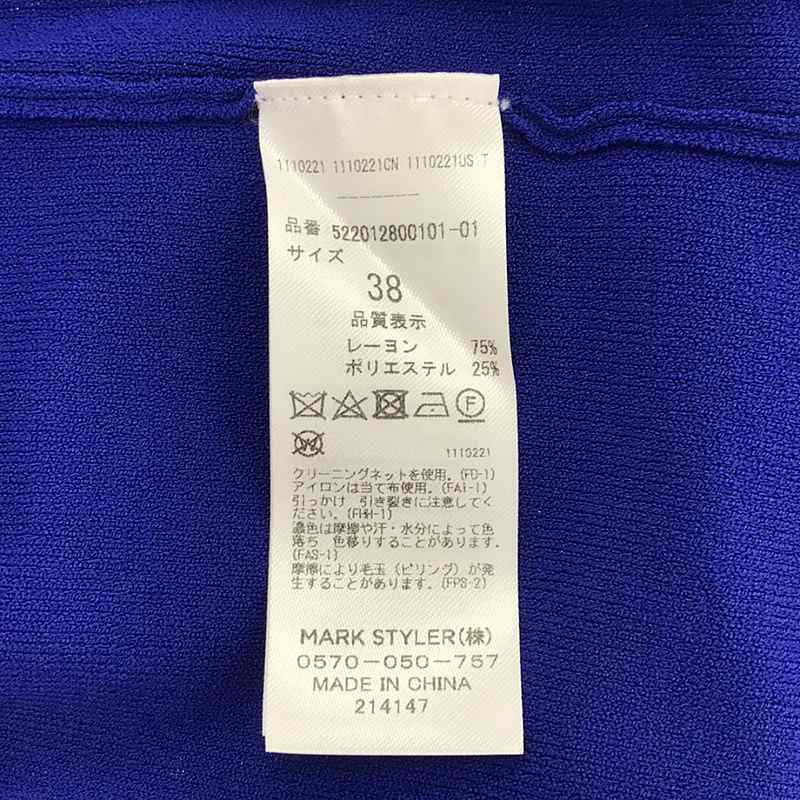 1110221 1110221CN 1110221US T
-------
品番 522012800101-01
サイズ
38
品質表示
レーヨン 75%
ポリエステル 25%
F
W
1110221
クリーニングネットを使用。(FD-1)
アイロンは当て布使用。(FAI-1)
引っかけ 引き裂きに注意してく
ださい。(FHH-1)
濃色は摩擦や汗・水分によって色
落ち 色移りすることがあります。
(FAS-1)
摩擦により毛玉（ピリング）が発
生することがあります。(FPS-2)
MARK STYLER(株)
0570-050-757
MADE IN CHINA
214147